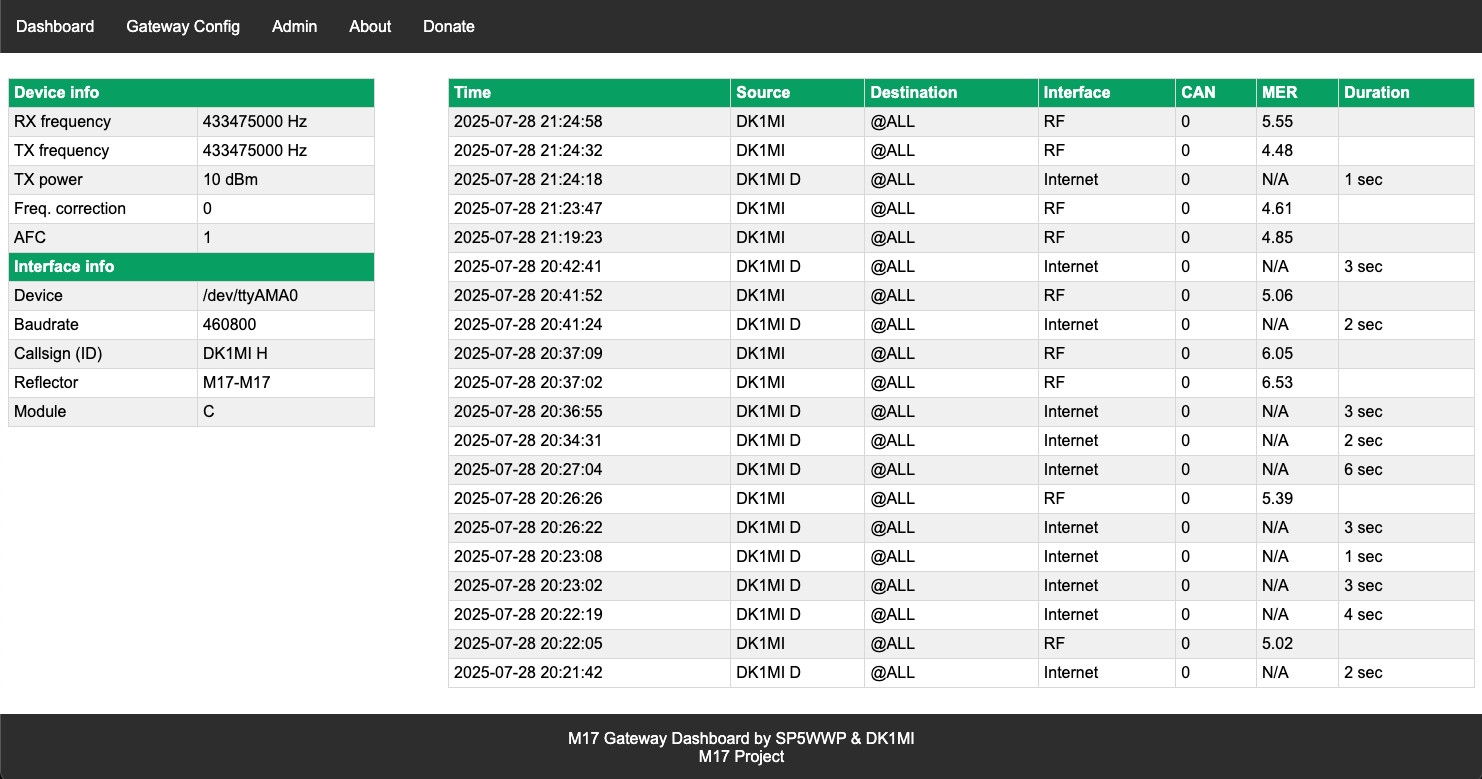 Dashboard Gateway Config Admin About Donate
Device info
RX frequency 433475000 Hz
TX frequency 433475000 Hz
TX power 10 dBm
Freq. correction 0
AFC 1
Interface info
Device /dev/ttyAMA0
Baudrate 460800
Callsign (ID) DK1MI H
Reflector M17-M17
Module C
Time Source Destination Interface CAN MER Duration
2025-07-28 21:24:58 DK1MI @ALL RF 0 5.55
2025-07-28 21:24:32 DK1MI @ALL RF 0 4.48
2025-07-28 21:24:18 DK1MI D @ALL Internet 0 N/A 1 sec
2025-07-28 21:23:47 DK1MI @ALL RF 0 4.61
2025-07-28 21:19:23 DK1MI @ALL RF 0 4.85
2025-07-28 20:42:41 DK1MI D @ALL Internet 0 N/A 3 sec
2025-07-28 20:41:52 DK1MI @ALL RF 0 5.06
2025-07-28 20:41:24 DK1MI D @ALL Internet 0 N/A 2 sec
2025-07-28 20:37:09 DK1MI @ALL RF 0 6.05
2025-07-28 20:37:02 DK1MI @ALL RF 0 6.53
2025-07-28 20:36:55 DK1MI D @ALL Internet 0 N/A 3 sec
2025-07-28 20:34:31 DK1MI D @ALL Internet 0 N/A 2 sec
2025-07-28 20:27:04 DK1MI D @ALL Internet 0 N/A 6 sec
2025-07-28 20:26:26 DK1MI @ALL RF 0 5.39
2025-07-28 20:26:22 DK1MI D @ALL Internet 0 N/A 3 sec
2025-07-28 20:23:08 DK1MI D @ALL Internet 0 N/A 1 sec
2025-07-28 20:23:02 DK1MI D @ALL Internet 0 N/A 3 sec
2025-07-28 20:22:19 DK1MI D @ALL Internet 0 N/A 4 sec
2025-07-28 20:22:05 DK1MI @ALL RF 0 5.02
2025-07-28 20:21:42 DK1MI D @ALL Internet 0 N/A 2 sec
M17 Gateway Dashboard by SP5WWP & DK1MI
M17 Project